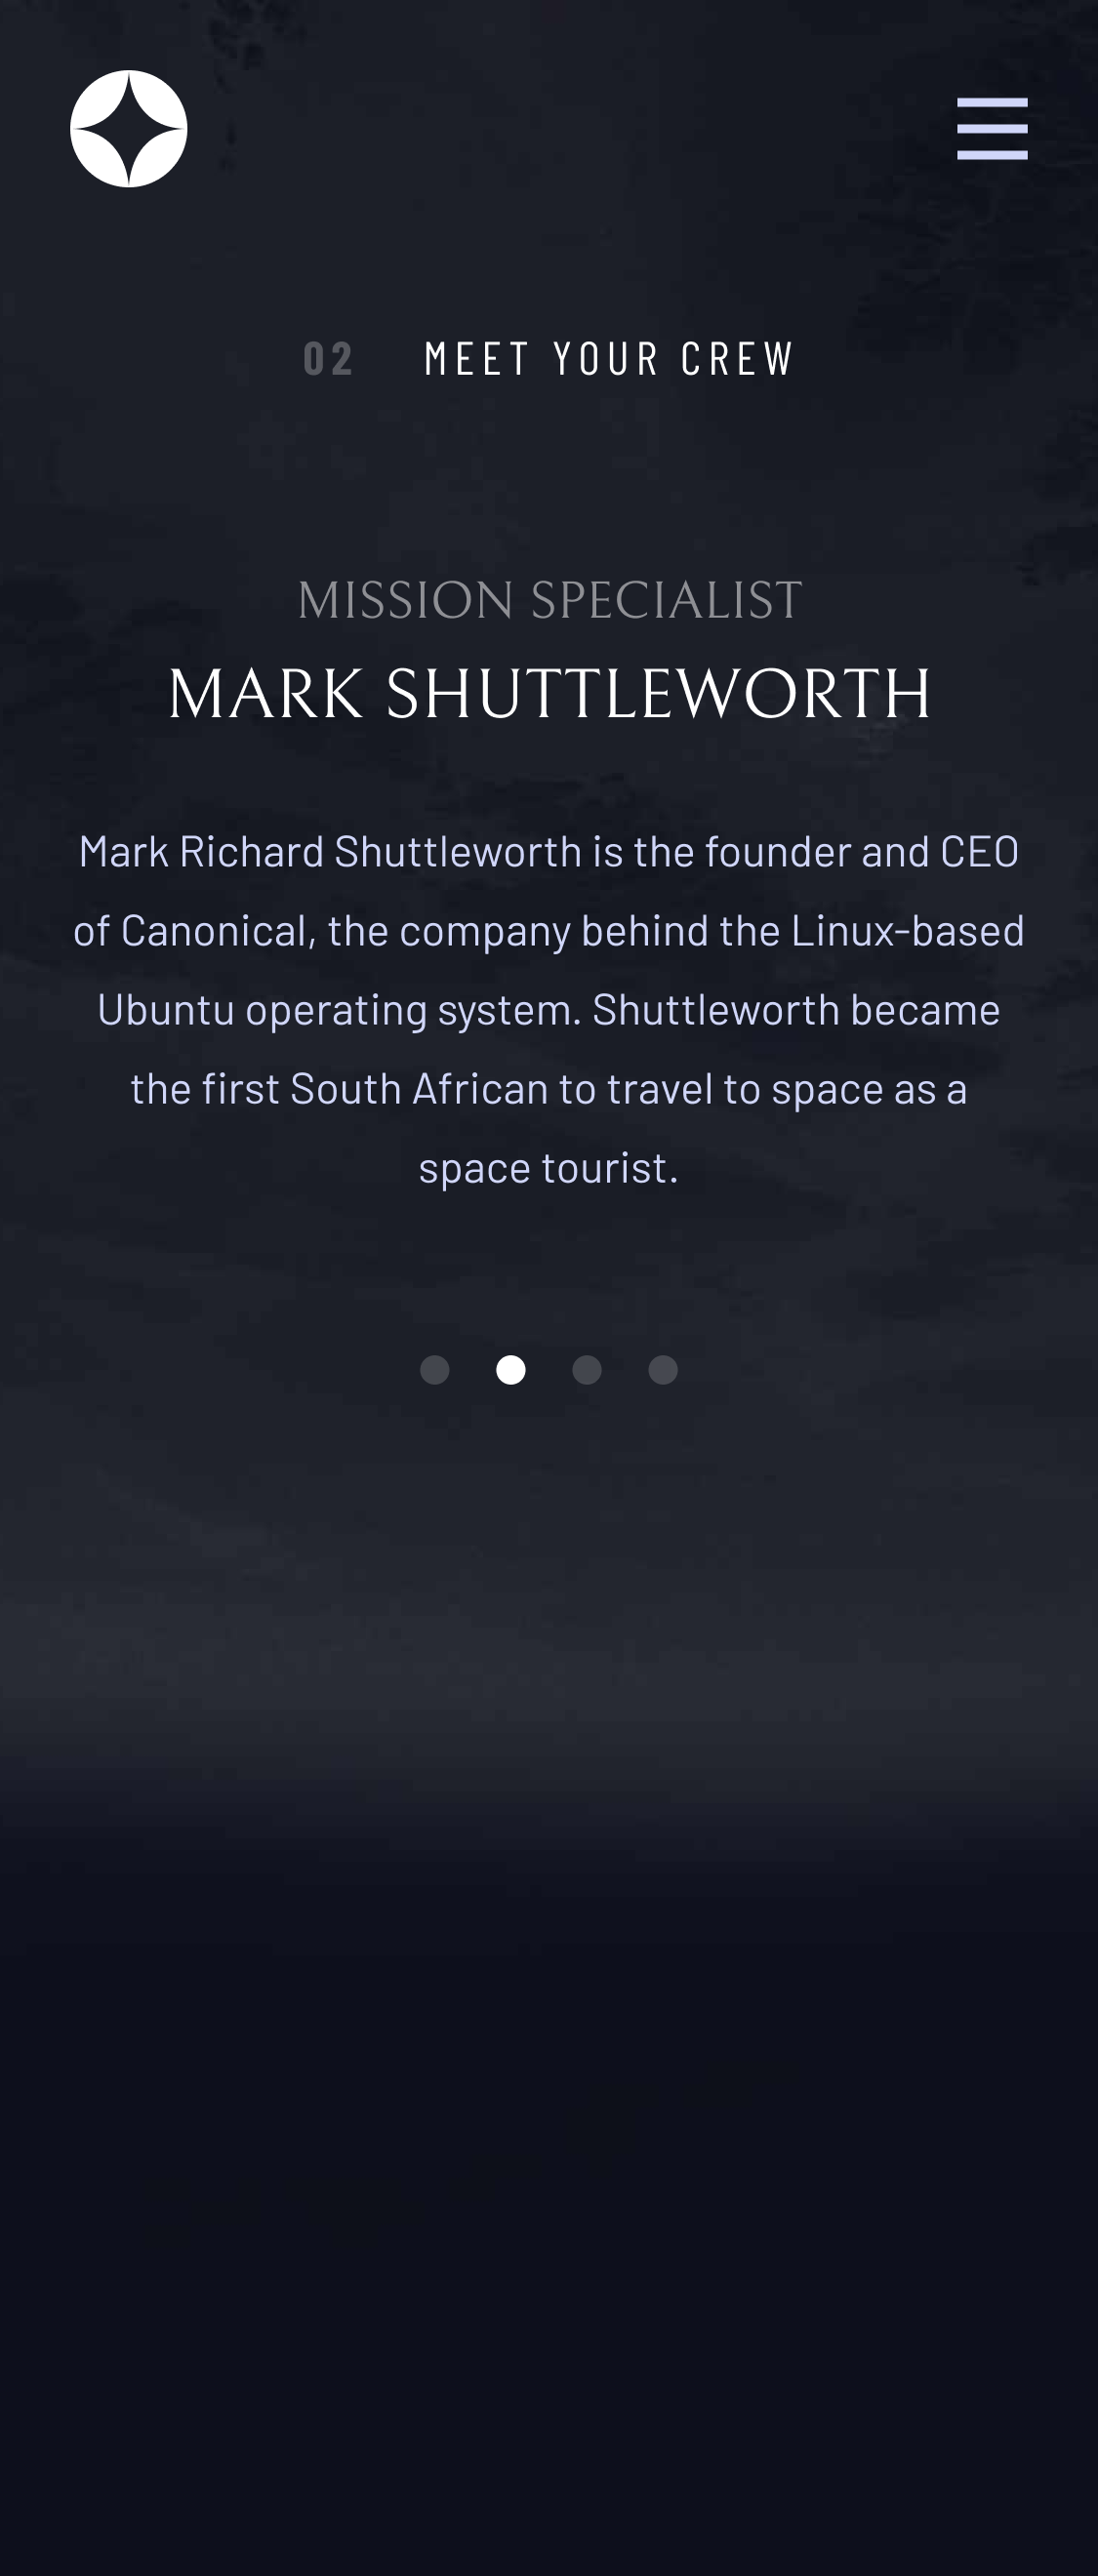 02 MEET YOUR CREW
MISSION SPECIALIST
MARK SHUTTLEWORTH
Mark Richard Shuttleworth is the founder and CEO
of Canonical, the company behind the Linux-based
Ubuntu operating system. Shuttleworth became
the first South African to travel to space as a
space tourist.